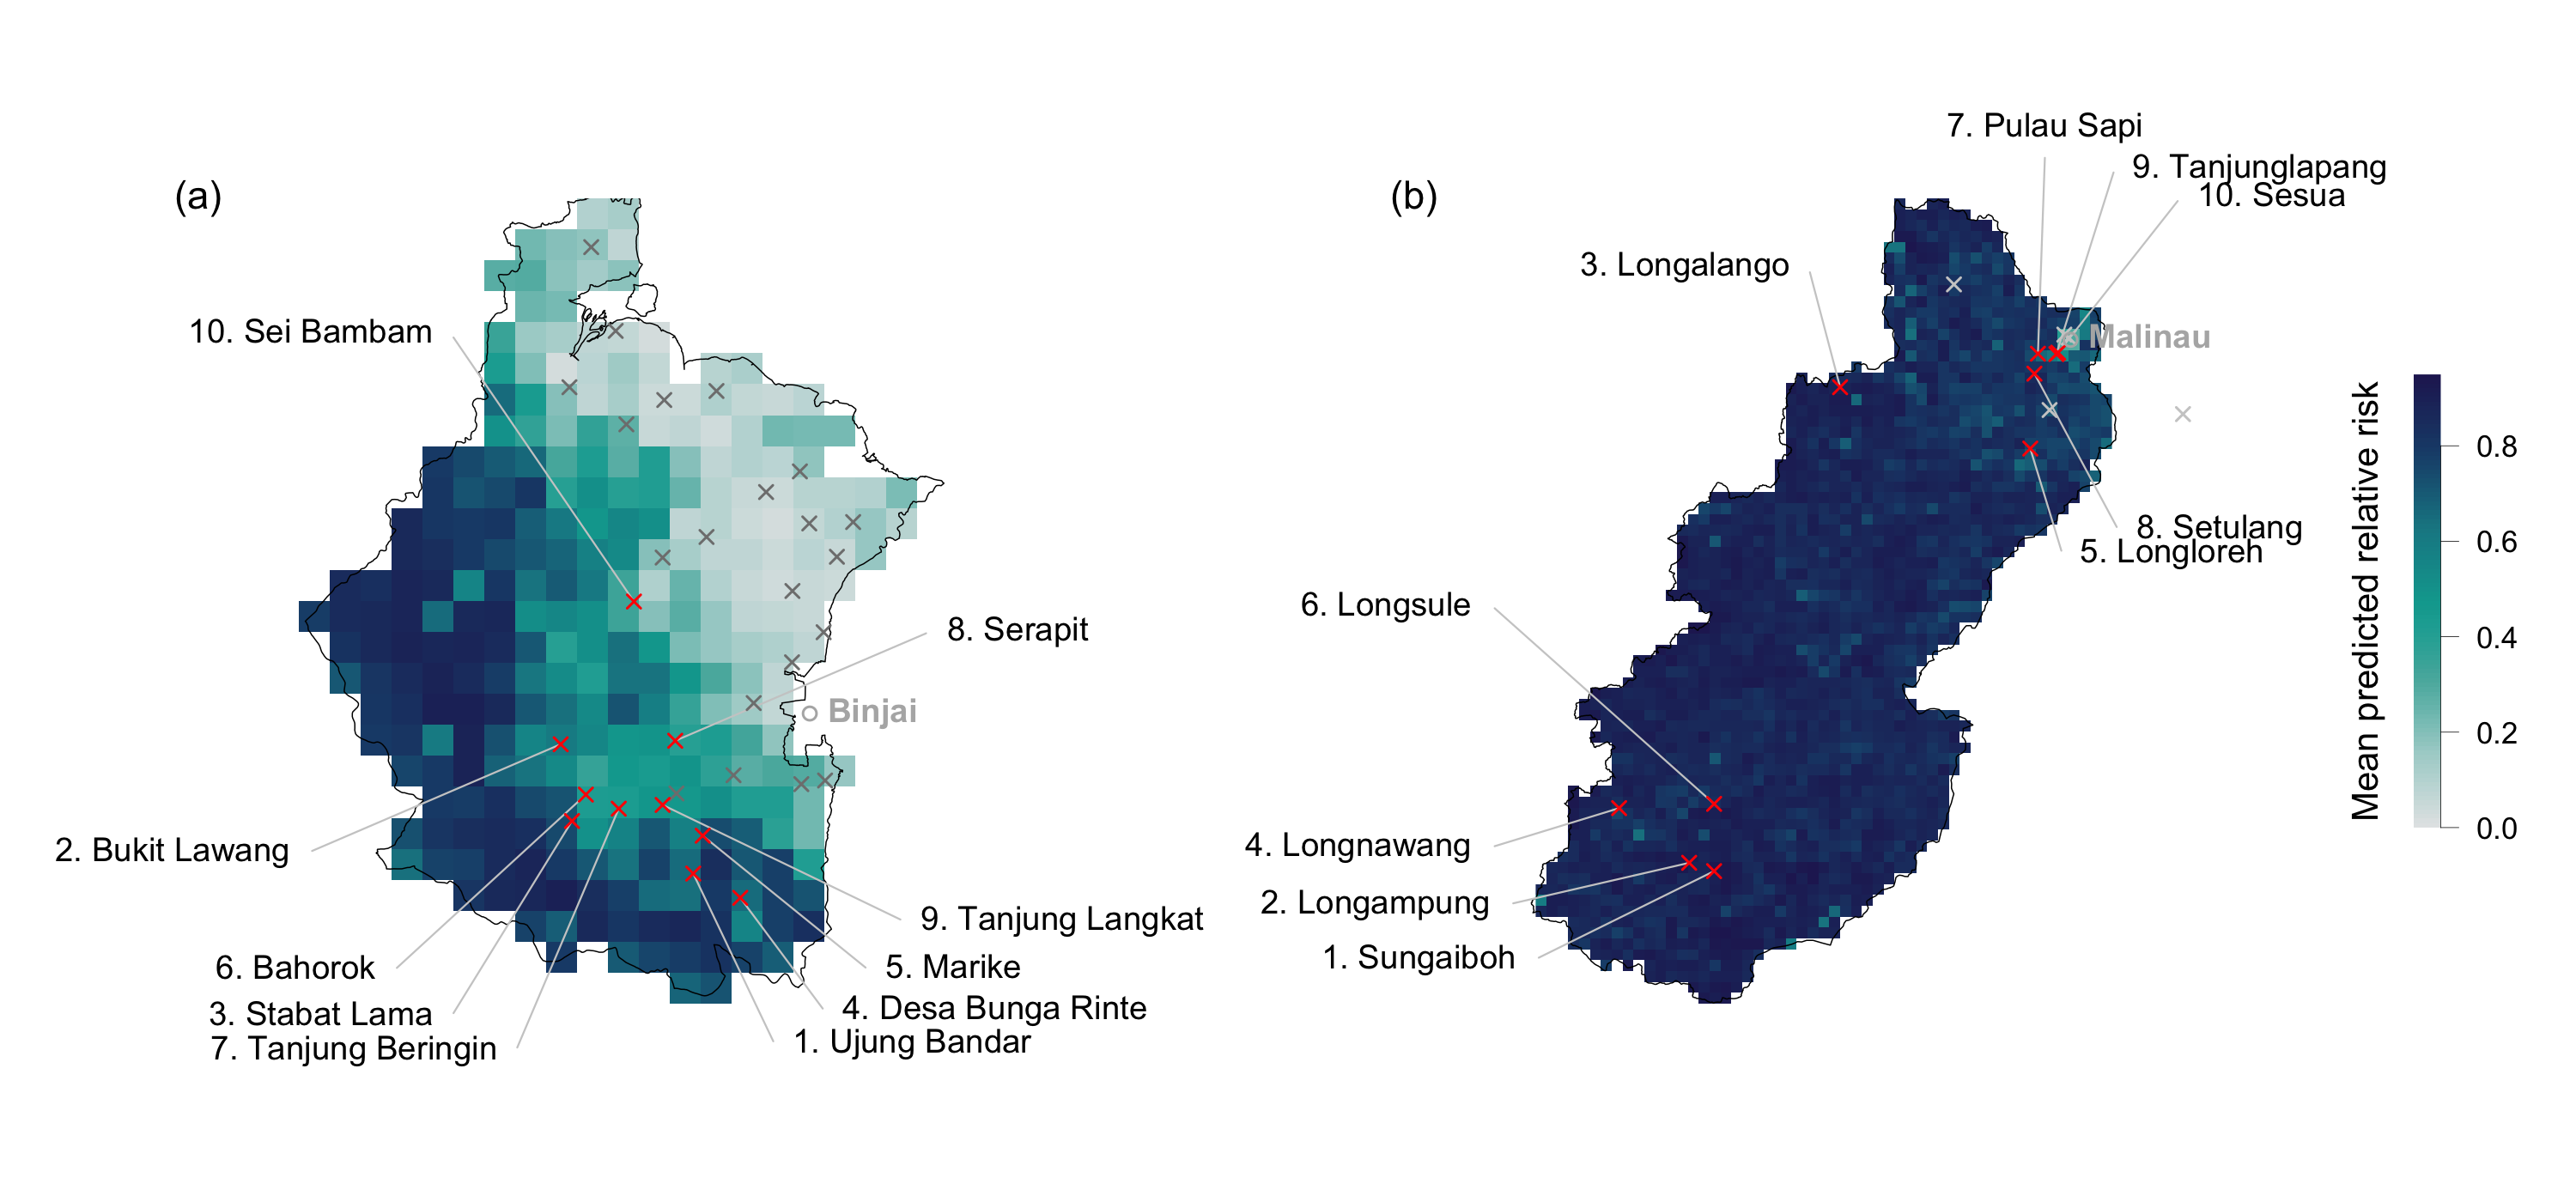 (a)
10. Sei Bambam
8. Serapit
Binjai
2. Bukit Lawang
9. Tanjung Langkat
6. Bahorok
5. Marike
3. Stabat Lama
4. Desa Bunga Rinte
7. Tanjung Beringin
1. Ujung Bandar
(b)
7. Pulau Sapi
9. Tanjunglapang
10. Sesua
3. Longalango
Malinau
8. Setulang
5. Longloreh
6. Longsule
4. Longnawang
2. Longampung
1. Sungaiboh
Mean predicted relative risk
0.8
0.6
0.4
0.2
0.0